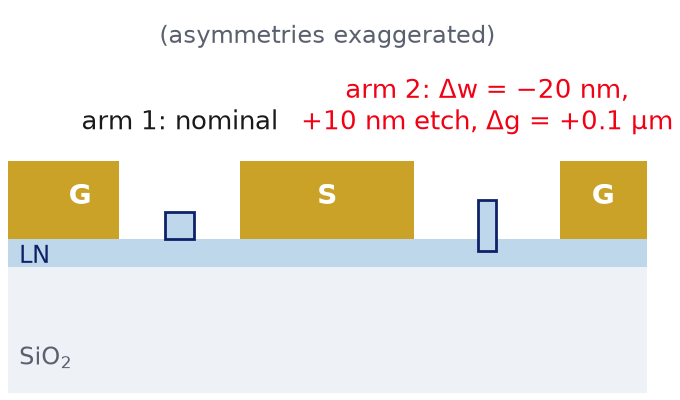 (asymmetries exaggerated)
arm 2: Δw = −20 nm,
arm 1: nominal
+10 nm etch, Δg = +0.1 μm
G
S
G
LN
SiO₂